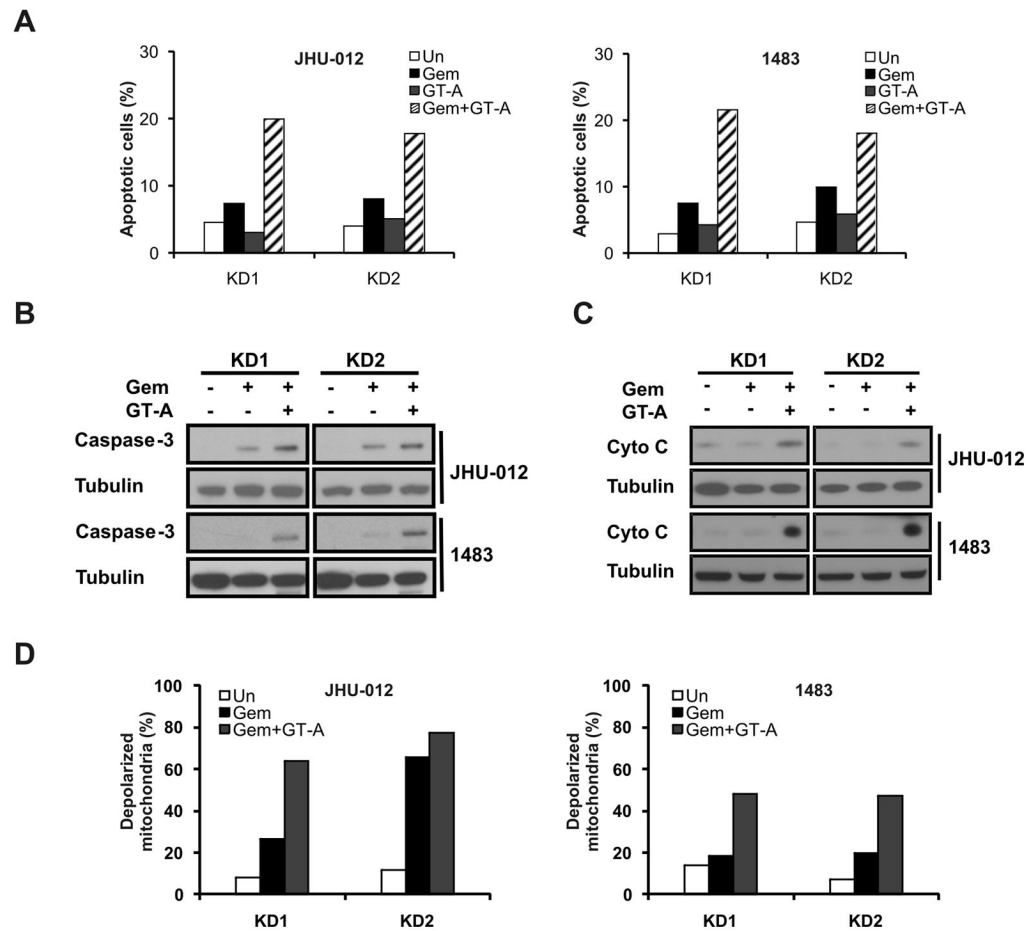 A
JHU-012
Un
Gem
GT-A
Gem+GT-A
Apoptotic cells (%)
30
20
10
0
KD1
KD2
1483
Un
Gem
GT-A
Gem+GT-A
Apoptotic cells (%)
30
20
10
0
KD1
KD2
B
KD1
KD2
Gem - + + - + +
GT-A - - + - - +
Caspase-3
Tubulin
JHU-012
Caspase-3
Tubulin
1483
C
KD1
KD2
Gem - + + - + +
GT-A - - + - - +
Cyto C
Tubulin
JHU-012
Cyto C
Tubulin
1483
D
JHU-012
Un
Gem
Gem+GT-A
Depolarized
mitochondria (%)
100
80
60
40
20
0
KD1
KD2
1483
Un
Gem
Gem+GT-A
Depolarized
mitochondria (%)
100
80
60
40
20
0
KD1
KD2